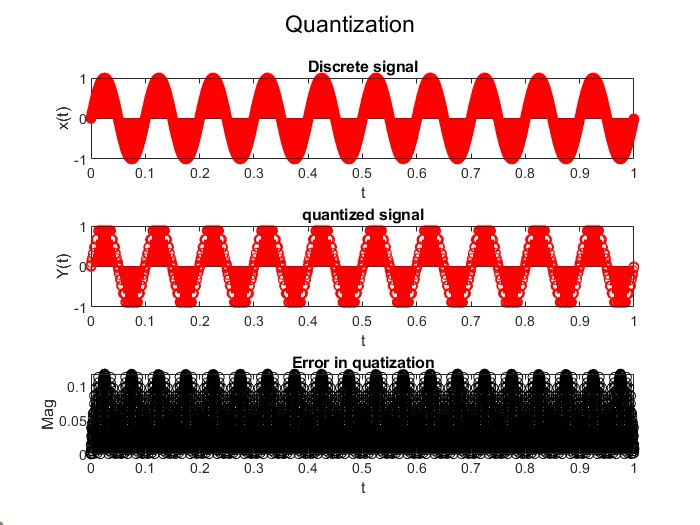 Quantization
Discrete signal
x(t)
1
0
-1
0 0.1 0.2 0.3 0.4 0.5 0.6 0.7 0.8 0.9 1
t
quantized signal
Y(t)
1
0
-1
0 0.1 0.2 0.3 0.4 0.5 0.6 0.7 0.8 0.9 1
t
Error in quatization
Mag
0.1
0.05
0
0 0.1 0.2 0.3 0.4 0.5 0.6 0.7 0.8 0.9 1
t